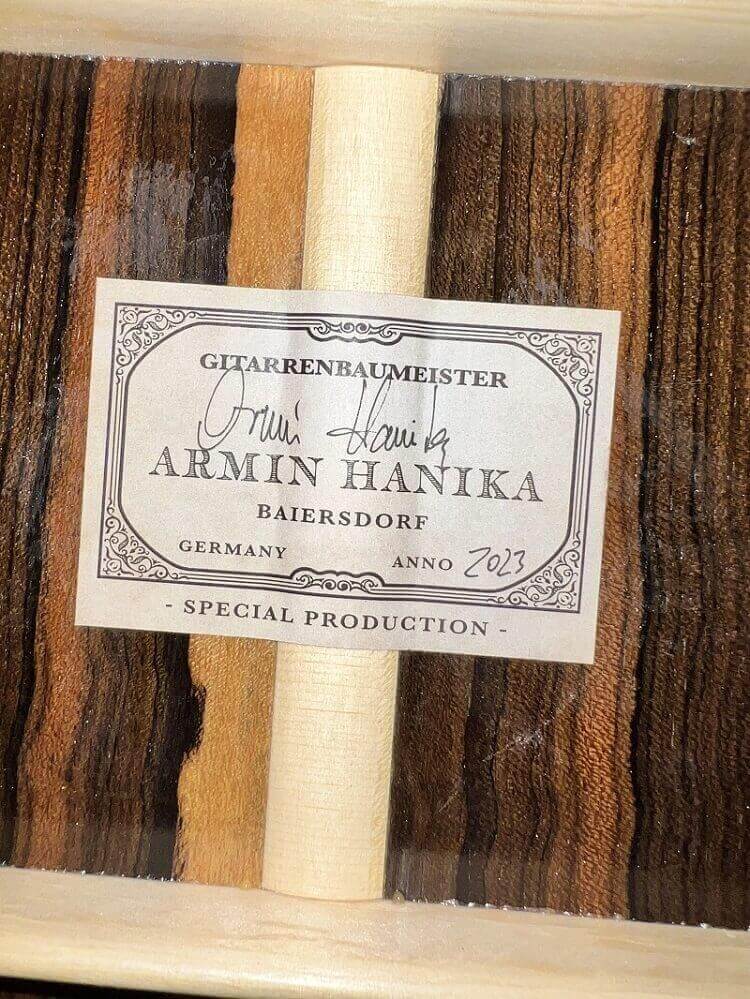 GITARRENBAUMEISTER
Armin Hanika
ARMIN HANIKA
BAIERSDORF
GERMANY ANNO 2023
- SPECIAL PRODUCTION -